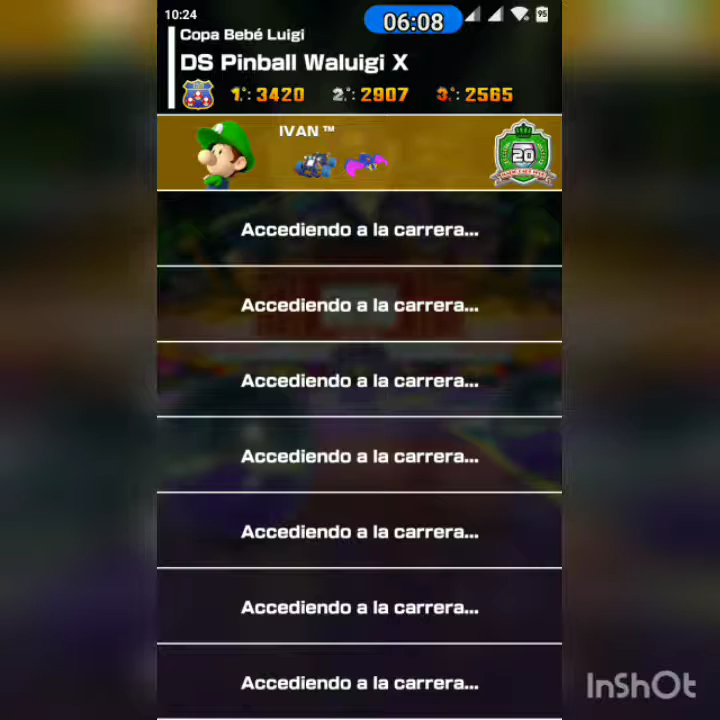 10:24
06:08
95
Copa Bebé Luigi
DS Pinball Waluigi X
1.°: 3420 2.°: 2907 3.°: 2565
IVAN ™
20
Accediendo a la carrera...
Accediendo a la carrera...
Accediendo a la carrera...
Accediendo a la carrera...
Accediendo a la carrera...
Accediendo a la carrera...
Accediendo a la carrera...
InShOt